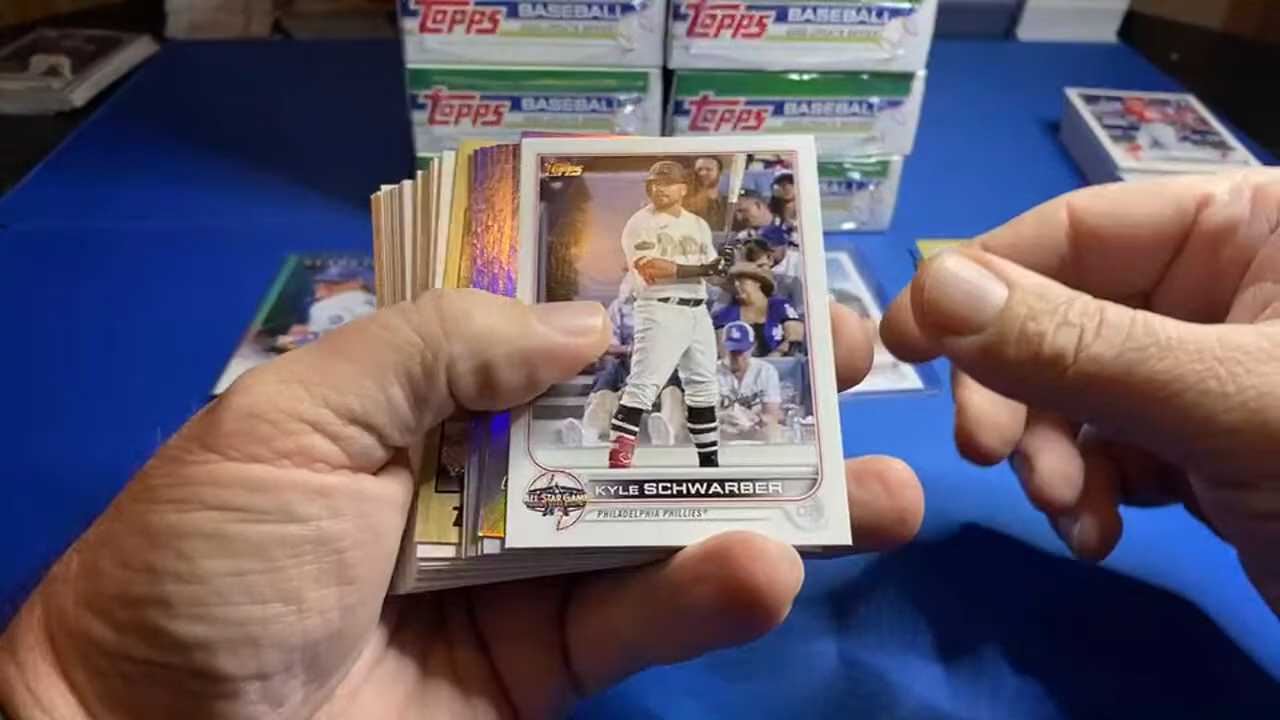 Topps BASEBALL
Topps BASEBALL
Topps BASEBALL
Topps BASEBALL
Topps
ALL STAR GAME
KYLE SCHWARBER
PHILADELPHIA PHILLIES